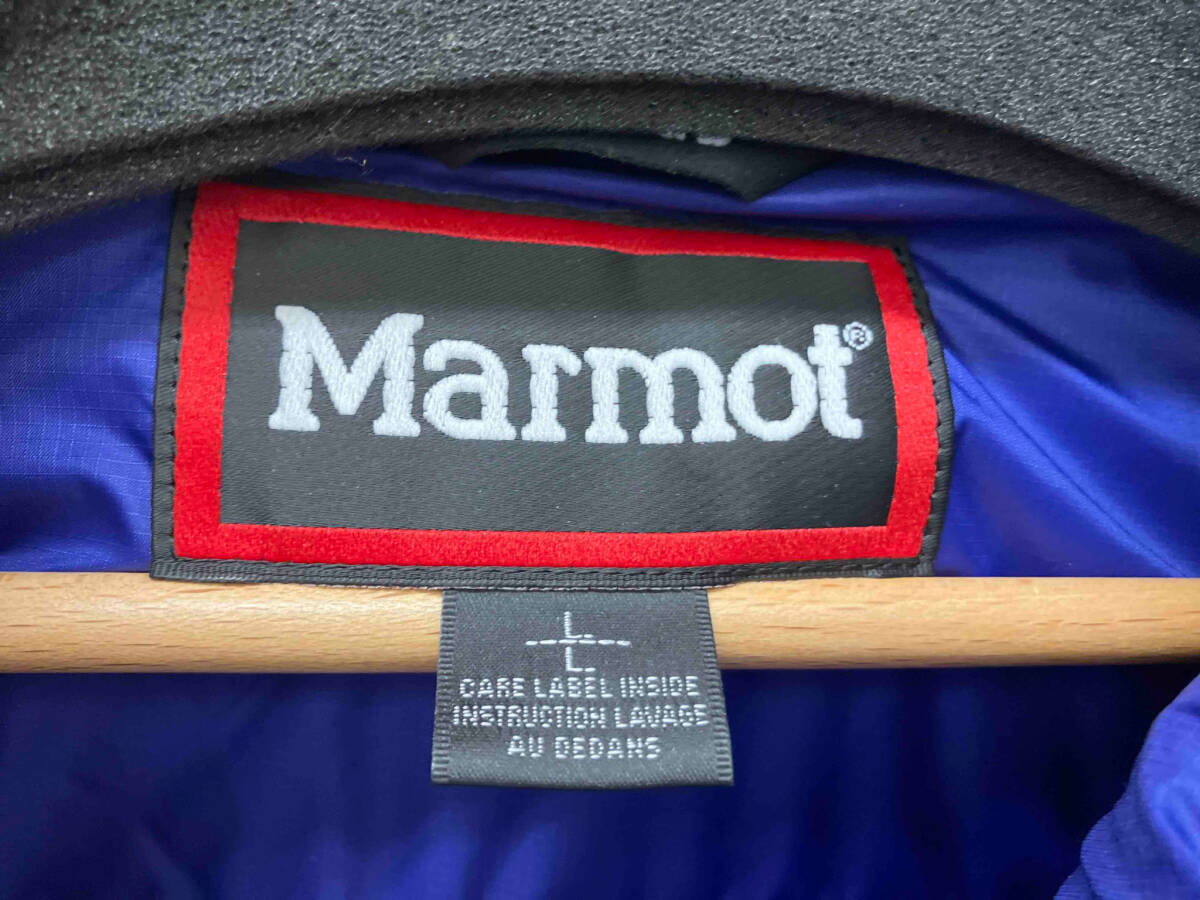 Marmot®
L
L
CARE LABEL INSIDE
INSTRUCTION LAVAGE
AU DEDANS